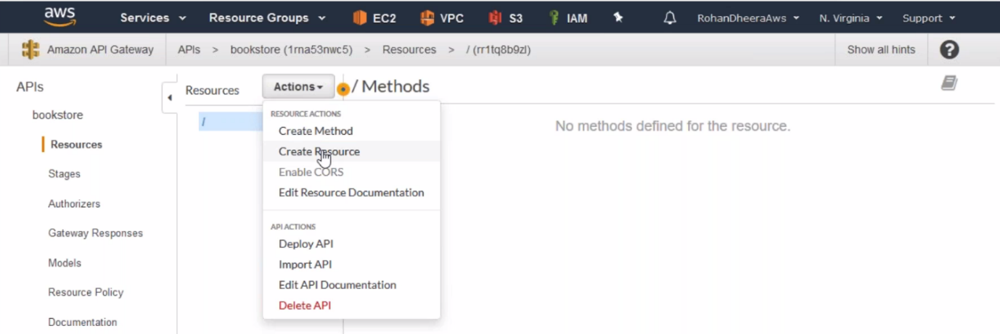 aws Services Resource Groups EC2 VPC S3 IAM RohanDheeraAws N. Virginia Support
Amazon API Gateway APIs > bookstore (1rna53nwc5) > Resources > / (rr1tq8b9zl) Show all hints ?
APIs
bookstore
Resources
Stages
Authorizers
Gateway Responses
Models
Resource Policy
Documentation
Resources
/
Actions
RESOURCE ACTIONS
Create Method
Create Resource
Enable CORS
Edit Resource Documentation
API ACTIONS
Deploy API
Import API
Edit API Documentation
Delete API
/ Methods
No methods defined for the resource.